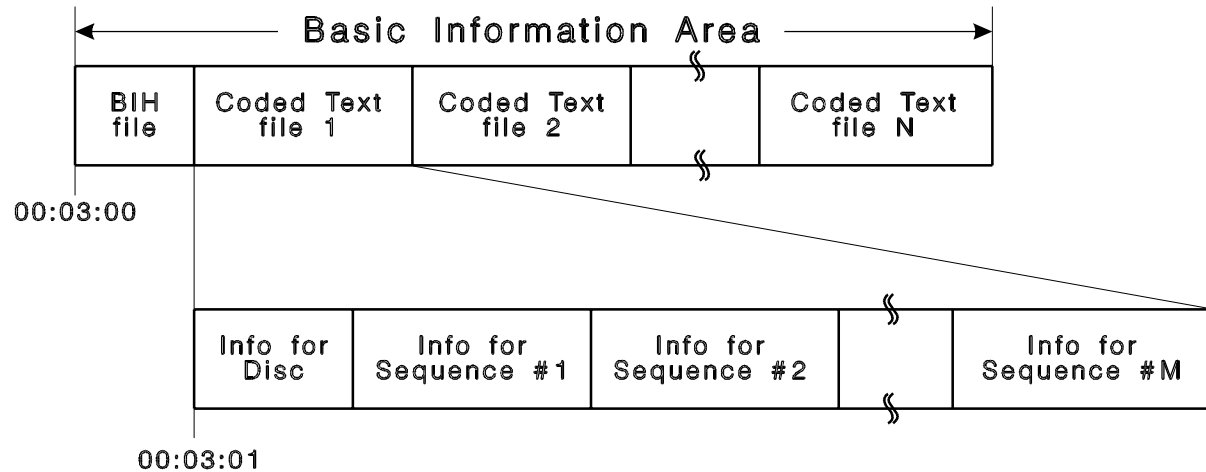 Basic Information Area
BIH
file
Coded Text
file 1
Coded Text
file 2
Coded Text
file N
00:03:00
Info for
Disc
Info for
Sequence #1
Info for
Sequence #2
Info for
Sequence #M
00:03:01